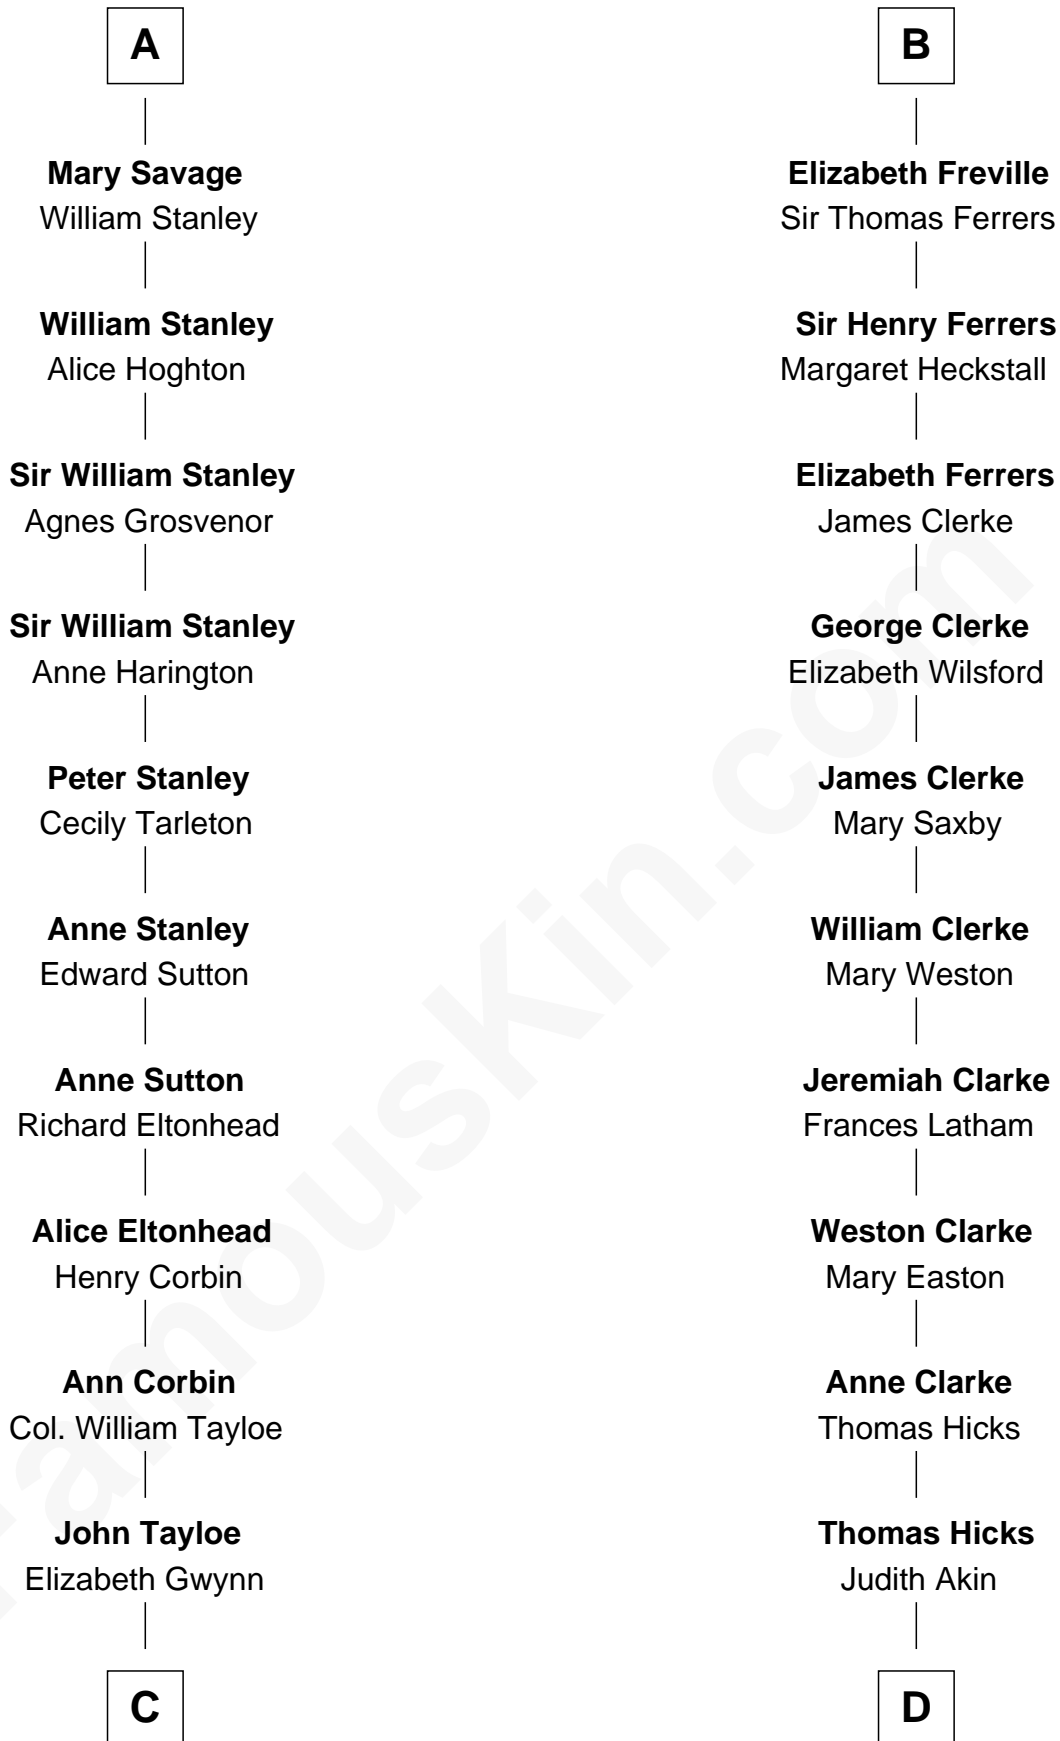 A
Mary Savage
William Stanley
William Stanley
Alice Hoghton
Sir William Stanley
Agnes Grosvenor
Sir William Stanley
Anne Harington
Peter Stanley
Cecily Tarleton
Anne Stanley
Edward Sutton
Anne Sutton
Richard Eltonhead
Alice Eltonhead
Henry Corbin
Ann Corbin
Col. William Tayloe
John Tayloe
Elizabeth Gwynn
C
B
Elizabeth Freville
Sir Thomas Ferrers
Sir Henry Ferrers
Margaret Heckstall
Elizabeth Ferrers
James Clerke
George Clerke
Elizabeth Wilsford
James Clerke
Mary Saxby
William Clerke
Mary Weston
Jeremiah Clarke
Frances Latham
Weston Clarke
Mary Easton
Anne Clarke
Thomas Hicks
Thomas Hicks
Judith Akin
D
FamousKin.com